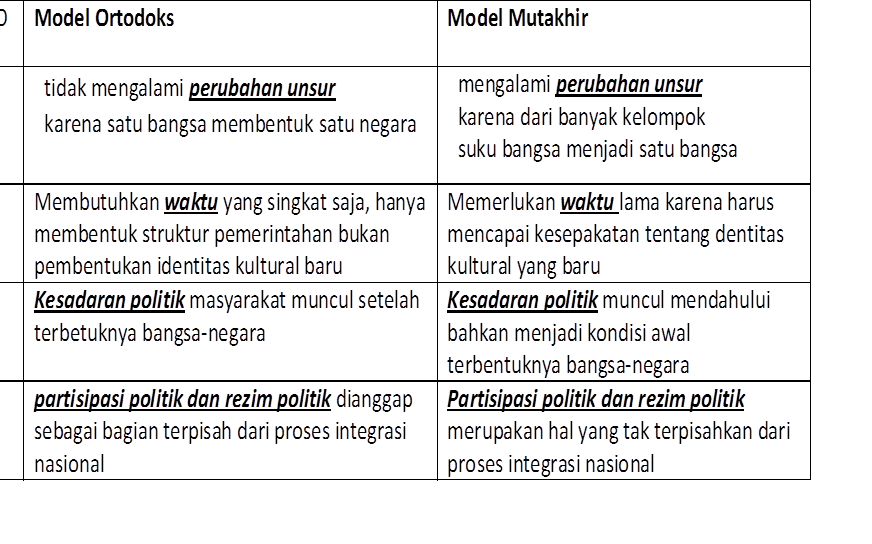 O
Model Ortodoks
Model Mutakhir
tidak mengalami perubahan unsur
karena satu bangsa membentuk satu negara
mengalami perubahan unsur
karena dari banyak kelompok
suku bangsa menjadi satu bangsa
Membutuhkan waktu yang singkat saja, hanya
membentuk struktur pemerintahan bukan
pembentukan identitas kultural baru
Memerlukan waktu lama karena harus
mencapai kesepakatan tentang dentitas
kultural yang baru
Kesadaran politik masyarakat muncul setelah
terbetuknya bangsa-negara
Kesadaran politik muncul mendahului
bahkan menjadi kondisi awal
terbentuknya bangsa-negara
partisipasi politik dan rezim politik dianggap
sebagai bagian terpisah dari proses integrasi
nasional
Partisipasi politik dan rezim politik
merupakan hal yang tak terpisahkan dari
proses integrasi nasional